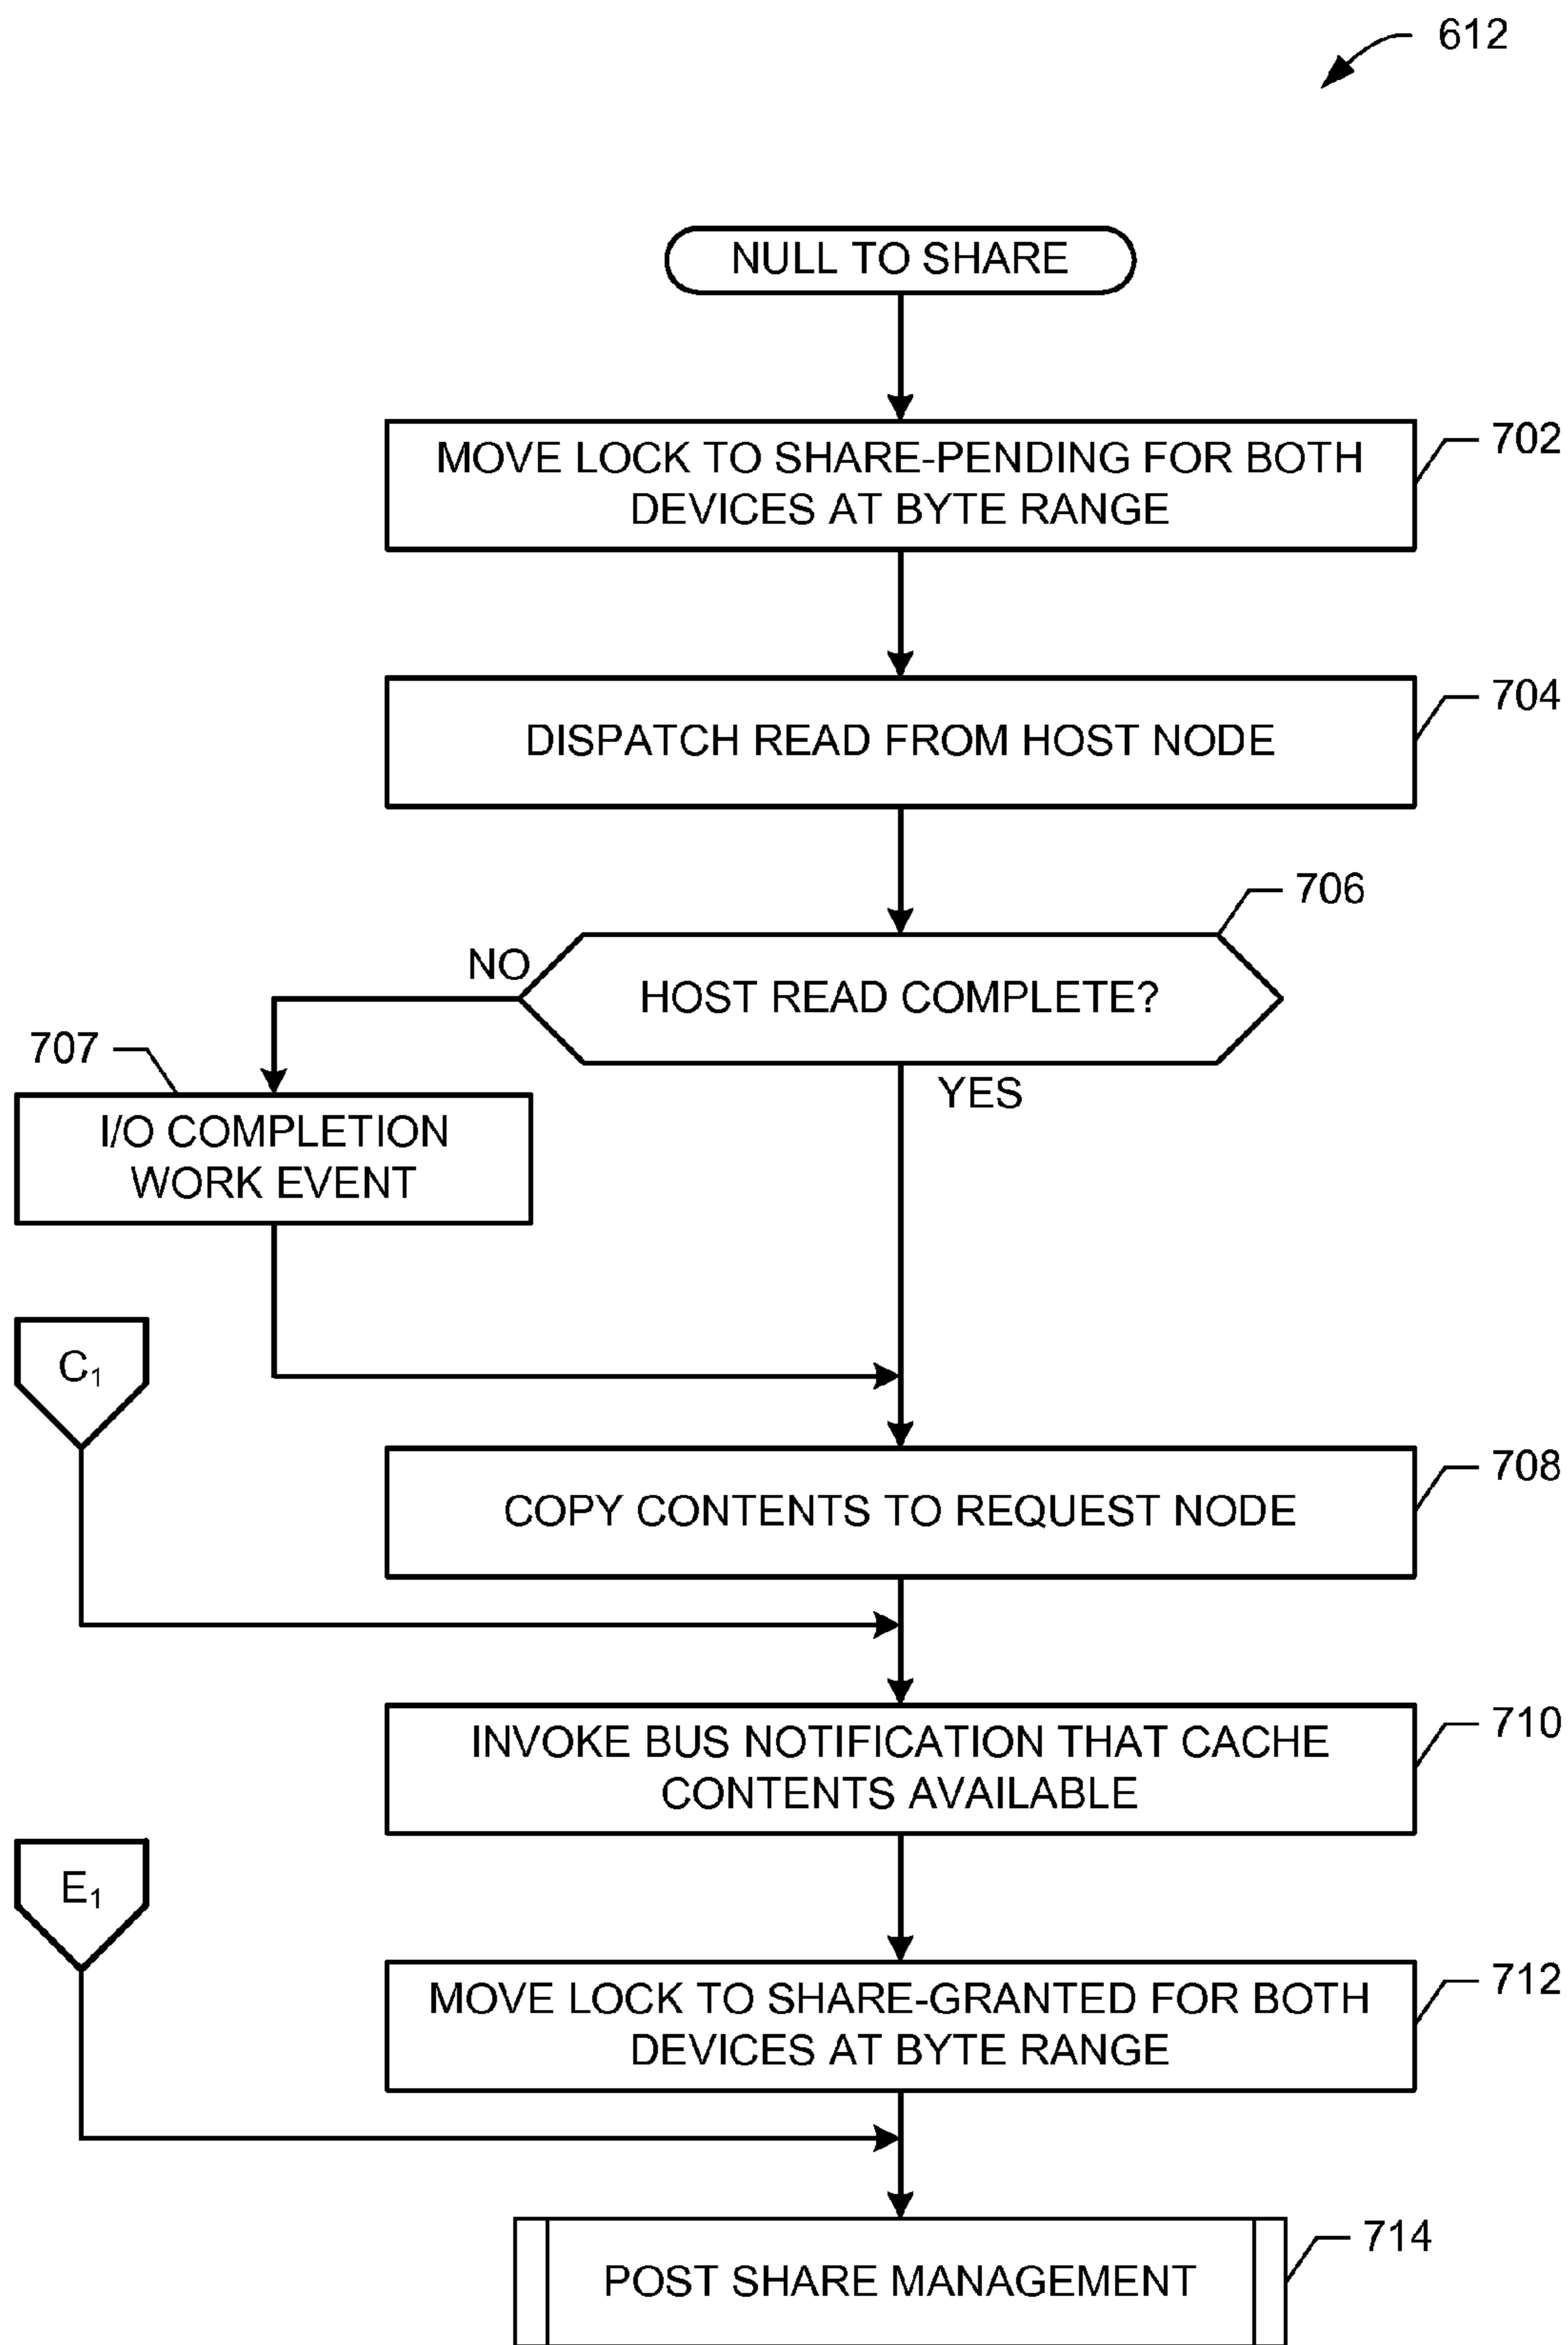 612
NULL TO SHARE
MOVE LOCK TO SHARE-PENDING FOR BOTH
DEVICES AT BYTE RANGE
702
DISPATCH READ FROM HOST NODE
704
706
NO
HOST READ COMPLETE?
707
YES
I/O COMPLETION
WORK EVENT
C₁
COPY CONTENTS TO REQUEST NODE
708
INVOKE BUS NOTIFICATION THAT CACHE
CONTENTS AVAILABLE
710
E₁
MOVE LOCK TO SHARE-GRANTED FOR BOTH
DEVICES AT BYTE RANGE
712
POST SHARE MANAGEMENT
714